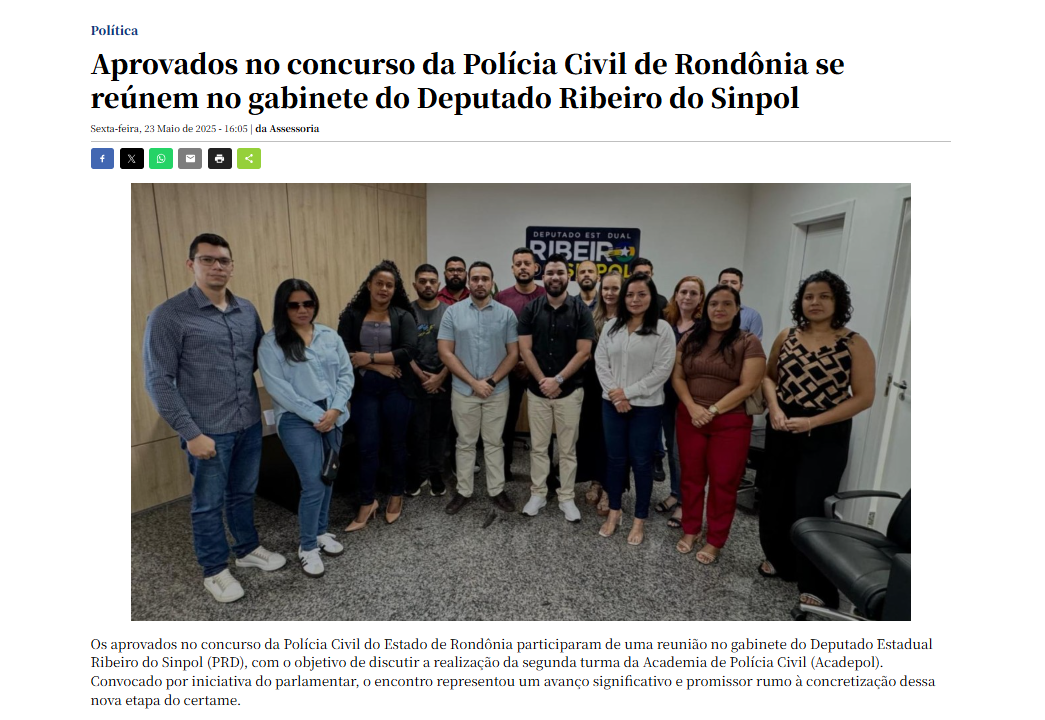 Política
Aprovados no concurso da Polícia Civil de Rondônia se
reúnem no gabinete do Deputado Ribeiro do Sinpol
Sexta-feira, 23 Maio de 2025 - 16:05 | da Assessoria
DEPUTADO EST DUAL
RIBEIR
SINPOL
Os aprovados no concurso da Polícia Civil do Estado de Rondônia participaram de uma reunião no gabinete do Deputado Estadual
Ribeiro do Sinpol (PRD), com o objetivo de discutir a realização da segunda turma da Academia de Polícia Civil (Acadepol).
Convocado por iniciativa do parlamentar, o encontro representou um avanço significativo e promissor rumo à concretização dessa
nova etapa do certame.